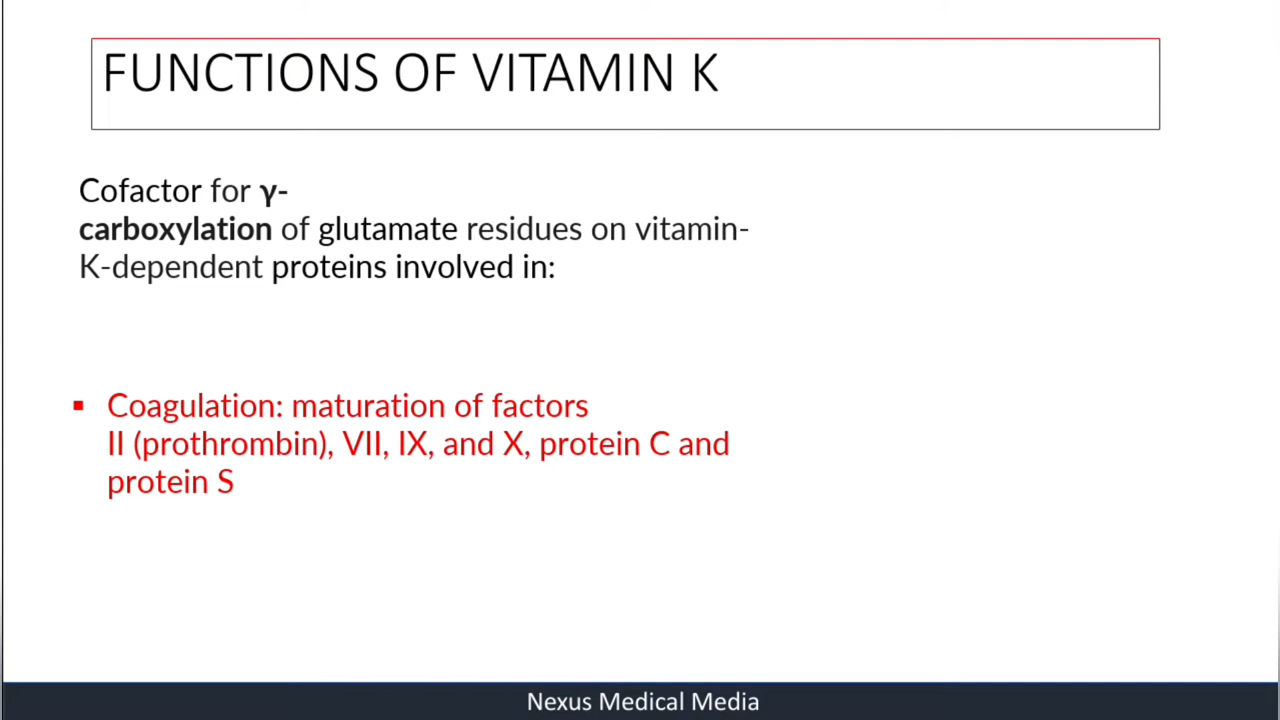 FUNCTIONS OF VITAMIN K
Cofactor for γ-
carboxylation of glutamate residues on vitamin-
K-dependent proteins involved in:
▪ Coagulation: maturation of factors
II (prothrombin), VII, IX, and X, protein C and
protein S
Nexus Medical Media